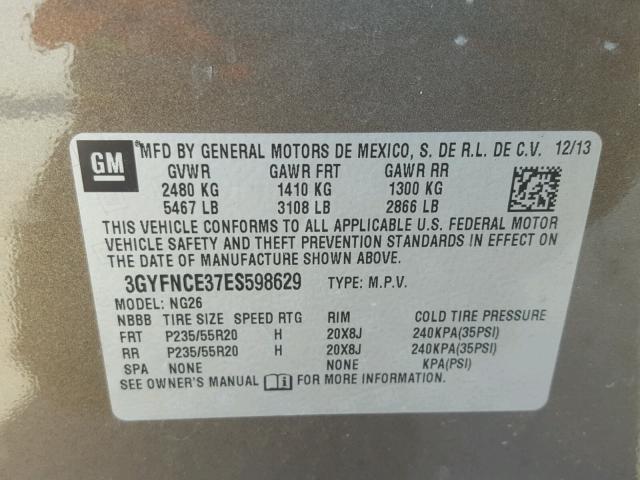 GM MFD BY GENERAL MOTORS DE MEXICO, S. DE R.L. DE C.V. 12/13
GVWR GAWR FRT GAWR RR
2480 KG 1410 KG 1300 KG
5467 LB 3108 LB 2866 LB
THIS VEHICLE CONFORMS TO ALL APPLICABLE U.S. FEDERAL MOTOR
VEHICLE SAFETY AND THEFT PREVENTION STANDARDS IN EFFECT ON
THE DATE OF MANUFACTURE SHOWN ABOVE.
3GYFNCE37ES598629 TYPE: M.P.V.
MODEL: NG26
NBBB TIRE SIZE SPEED RTG RIM COLD TIRE PRESSURE
FRT P235/55R20 H 20X8J 240KPA(35PSI)
RR P235/55R20 H 20X8J 240KPA(35PSI)
SPA NONE NONE KPA(PSI)
SEE OWNER'S MANUAL FOR MORE INFORMATION.